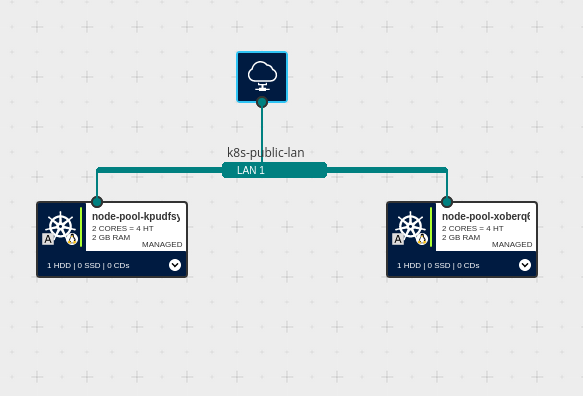 k8s-public-lan
LAN 1
node-pool-kpudfsy
2 CORES = 4 HT
2 GB RAM
MANAGED
A
1 HDD | 0 SSD | 0 CDs
node-pool-xoberq
2 CORES = 4 HT
2 GB RAM
MANAGED
A
1 HDD | 0 SSD | 0 CDs